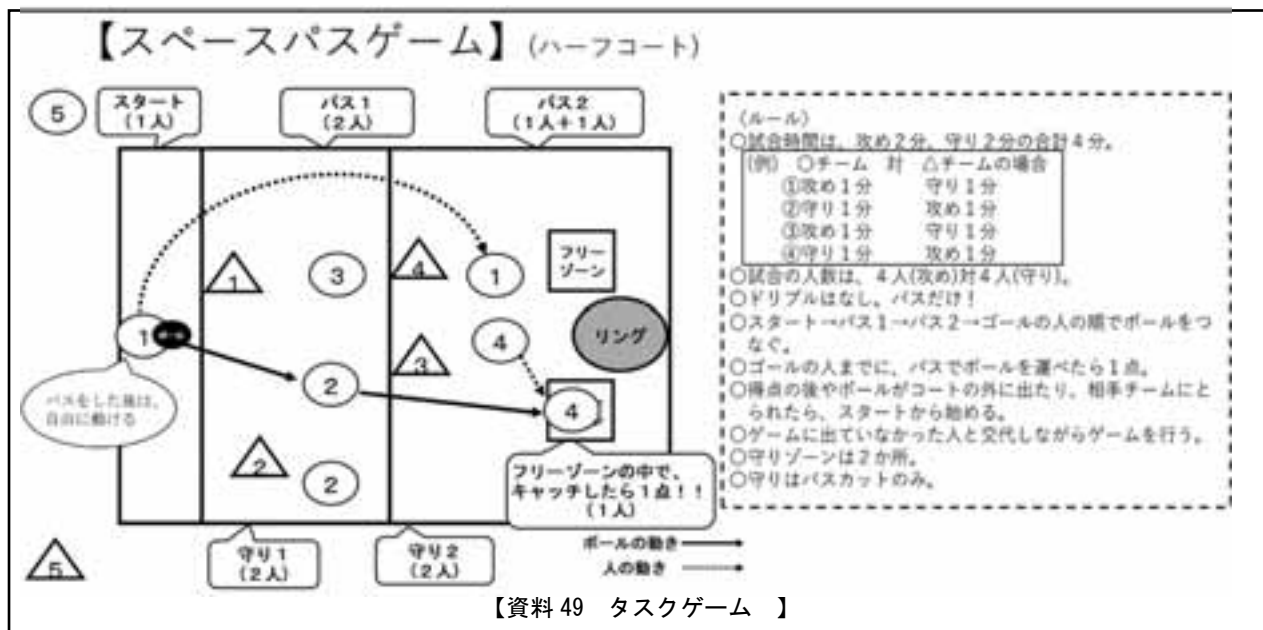 【スペースパスゲーム】(ハーフコート)
5
スタート
(1人)
パス1
(2人)
パス2
(1人+1人)
1
3
4
1
フリー
ゾーン
1
4
リング
3
2
4
パスをした後は、
自由に動ける
2
2
フリーゾーンの中で、
キャッチしたら1点!!
(1人)
守り1
(2人)
守り2
(2人)
5
ボールの動き
人の動き
(ルール)
○試合時間は、攻め2分、守り2分の合計4分。
(例) ○チーム 対 △チームの場合
①攻め1分 守り1分
②守り1分 攻め1分
③攻め1分 守り1分
④守り1分 攻め1分
○試合の人数は、4人(攻め)対4人(守り)。
○ドリブルはなし。パスだけ!
○スタート→パス1→パス2→ゴールの人の順でボールをつ
なぐ。
○ゴールの人までに、パスでボールを運べたら1点。
○得点の後やボールがコートの外に出たり、相手チームにと
られたら、スタートから始める。
○ゲームに出ていなかった人と交代しながらゲームを行う。
○守りゾーンは2か所。
○守りはパスカットのみ。
【資料 49 タスクゲーム 】